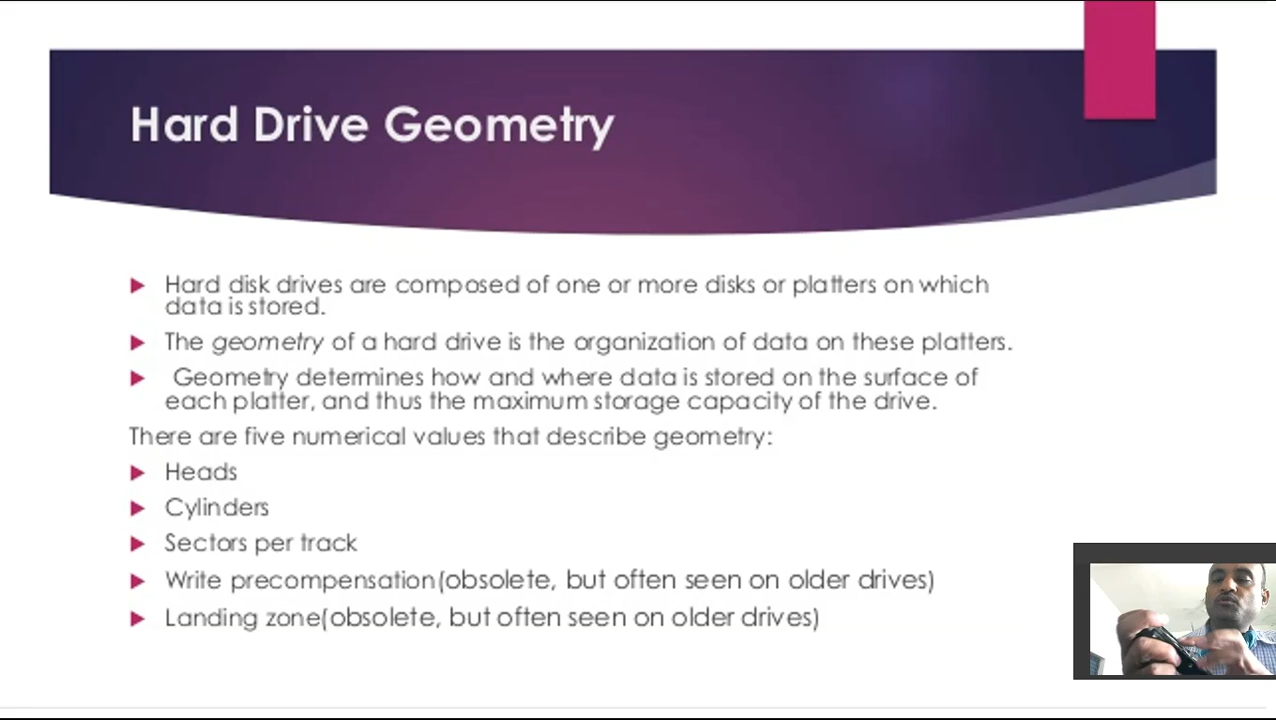 Hard Drive Geometry
Hard disk drives are composed of one or more disks or platters on which
data is stored.
The geometry of a hard drive is the organization of data on these platters.
Geometry determines how and where data is stored on the surface of
each platter, and thus the maximum storage capacity of the drive.
There are five numerical values that describe geometry:
Heads
Cylinders
Sectors per track
Write precompensation(obsolete, but often seen on older drives)
Landing zone(obsolete, but often seen on older drives)